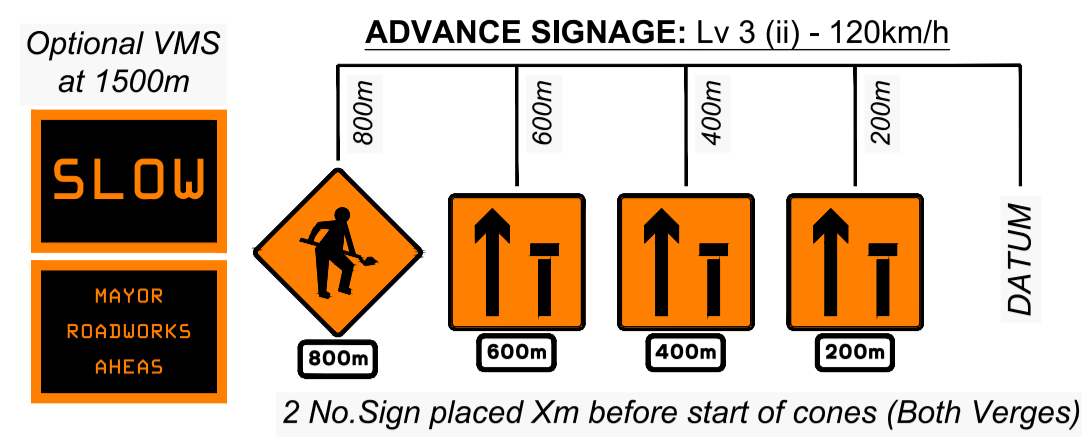 Optional VMS
at 1500m
SLOW
MAYOR
ROADWORKS
AHEAS
ADVANCE SIGNAGE: Lv 3 (ii) - 120km/h
800m
600m
400m
200m
DATUM
800m
600m
400m
200m
2 No.Sign placed Xm before start of cones (Both Verges)